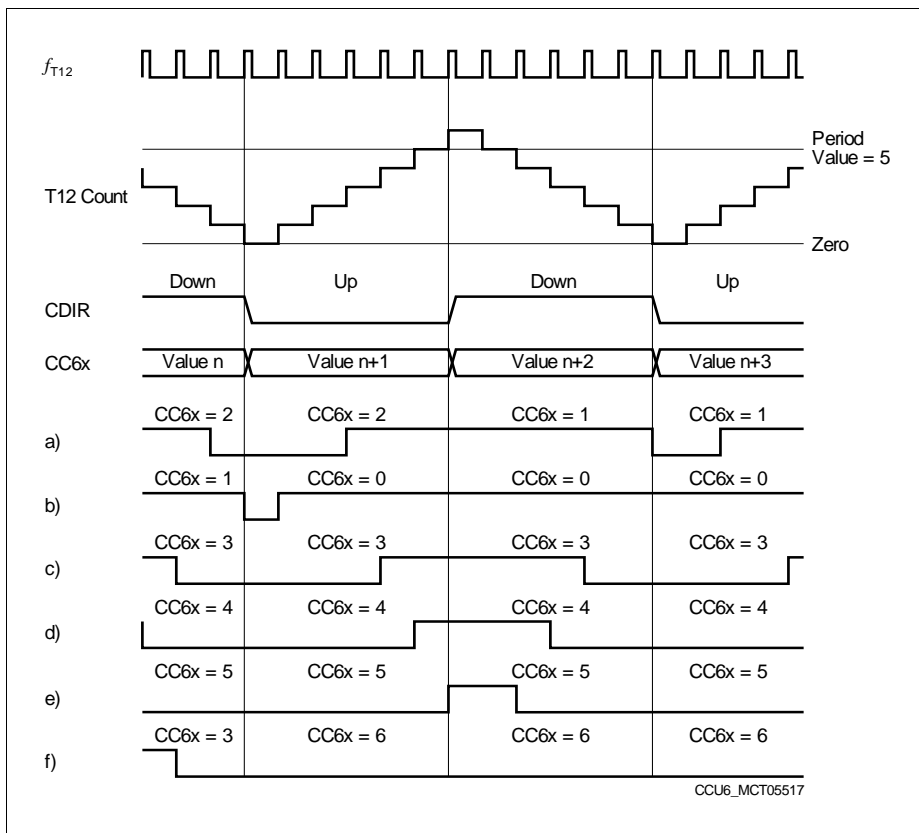 fT12
Period
Value = 5
T12 Count
Zero
Down Up Down Up
CDIR
CC6x Value n Value n+1 Value n+2 Value n+3
CC6x = 2 CC6x = 2 CC6x = 1 CC6x = 1
a)
CC6x = 1 CC6x = 0 CC6x = 0 CC6x = 0
b)
CC6x = 3 CC6x = 3 CC6x = 3 CC6x = 3
c)
CC6x = 4 CC6x = 4 CC6x = 4 CC6x = 4
d)
CC6x = 5 CC6x = 5 CC6x = 5 CC6x = 5
e)
CC6x = 3 CC6x = 6 CC6x = 6 CC6x = 6
f)
CCU6_MCT05517